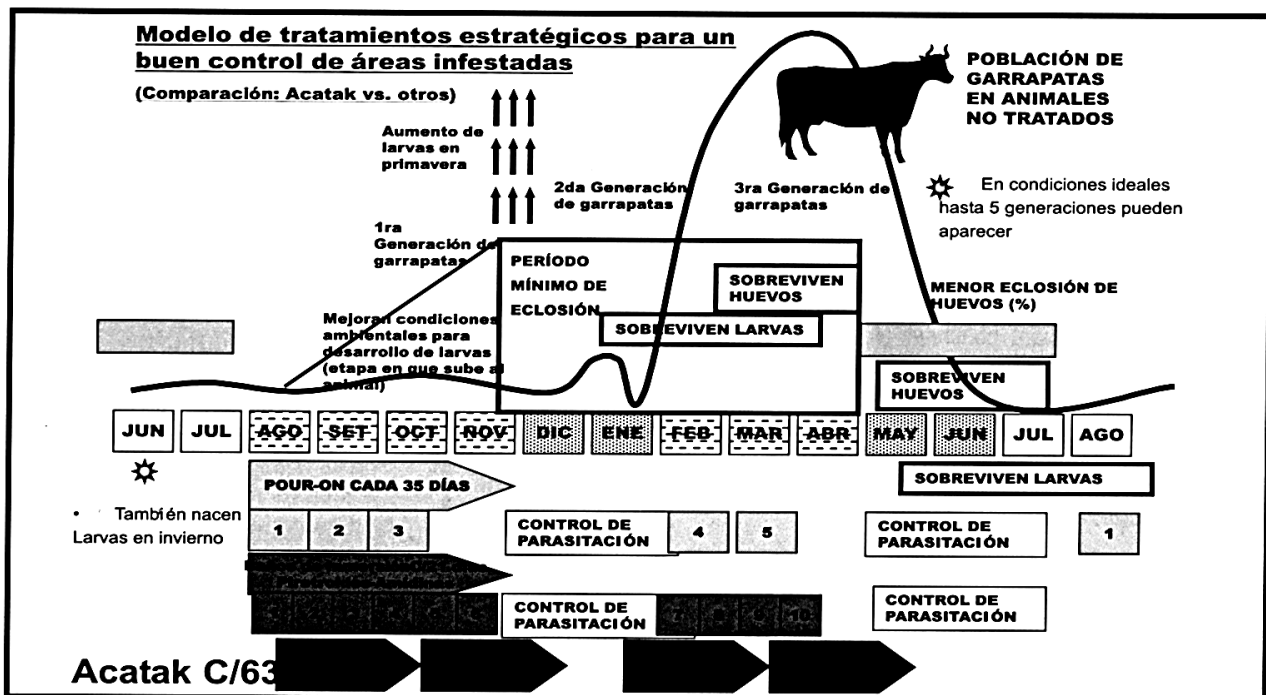 Modelo de tratamientos estratégicos para un
buen control de áreas infestadas
(Comparación: Acatak vs. otros)
POBLACIÓN DE
GARRAPATAS
EN ANIMALES
NO TRATADOS
Aumento de
larvas en
primavera
2da Generación
de garrapatas
3ra Generación de
garrapatas
En condiciones ideales
hasta 5 generaciones pueden
aparecer
1ra
Generación de
garrapatas
PERÍODO
MÍNIMO DE
ECLOSIÓN
SOBREVIVEN
HUEVOS
SOBREVIVEN LARVAS
MENOR ECLOSIÓN DE
HUEVOS (%)
Mejoran condiciones
ambientales para
desarrollo de larvas
(etapa en que sube al
animal)
SOBREVIVEN
HUEVOS
JUN JUL AGO SET OCT NOV DIC ENE FEB MAR ABR MAY JUN JUL AGO
POUR-ON CADA 35 DÍAS
SOBREVIVEN LARVAS
• También nacen
Larvas en invierno
1 2 3
CONTROL DE
PARASITACIÓN
4 5
CONTROL DE
PARASITACIÓN
1
CONTROL DE
PARASITACIÓN
10
CONTROL DE
PARASITACIÓN
Acatak C/63